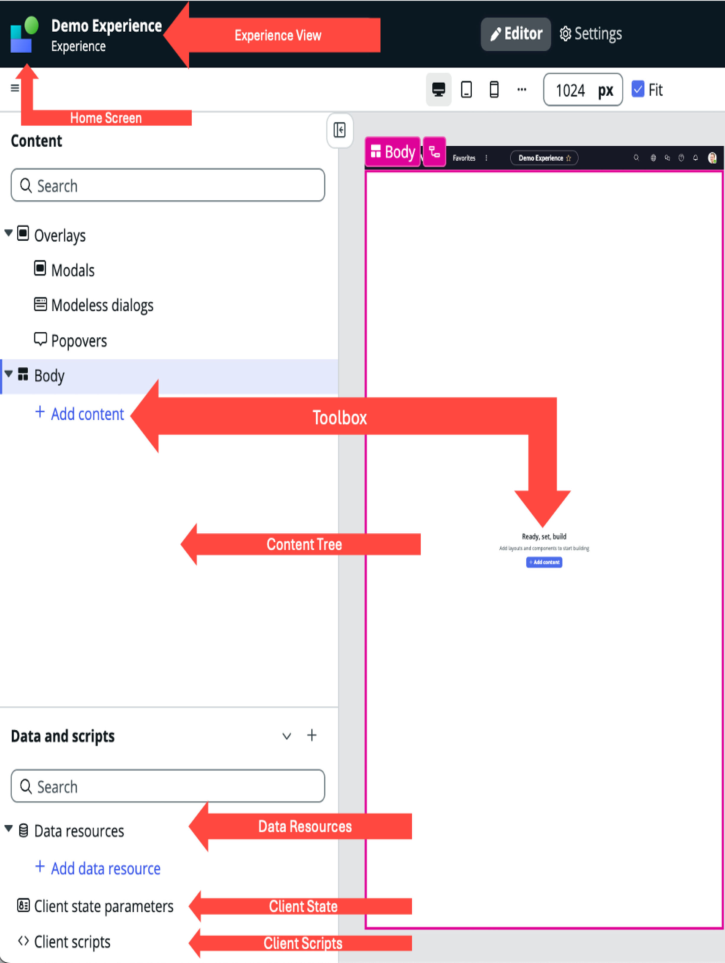 Demo Experience
Experience
Experience View
Editor
Settings
Home Screen
1024 px
Fit
Content
Search
Overlays
Modals
Modeless dialogs
Popovers
Body
+ Add content
Body
Favorites
Demo Experience
Toolbox
Ready, set, build
Add layouts and components to start building
+ Add content
Content Tree
Data and scripts
Search
Data resources
Data Resources
+ Add data resource
Client state parameters
Client State
Client scripts
Client Scripts